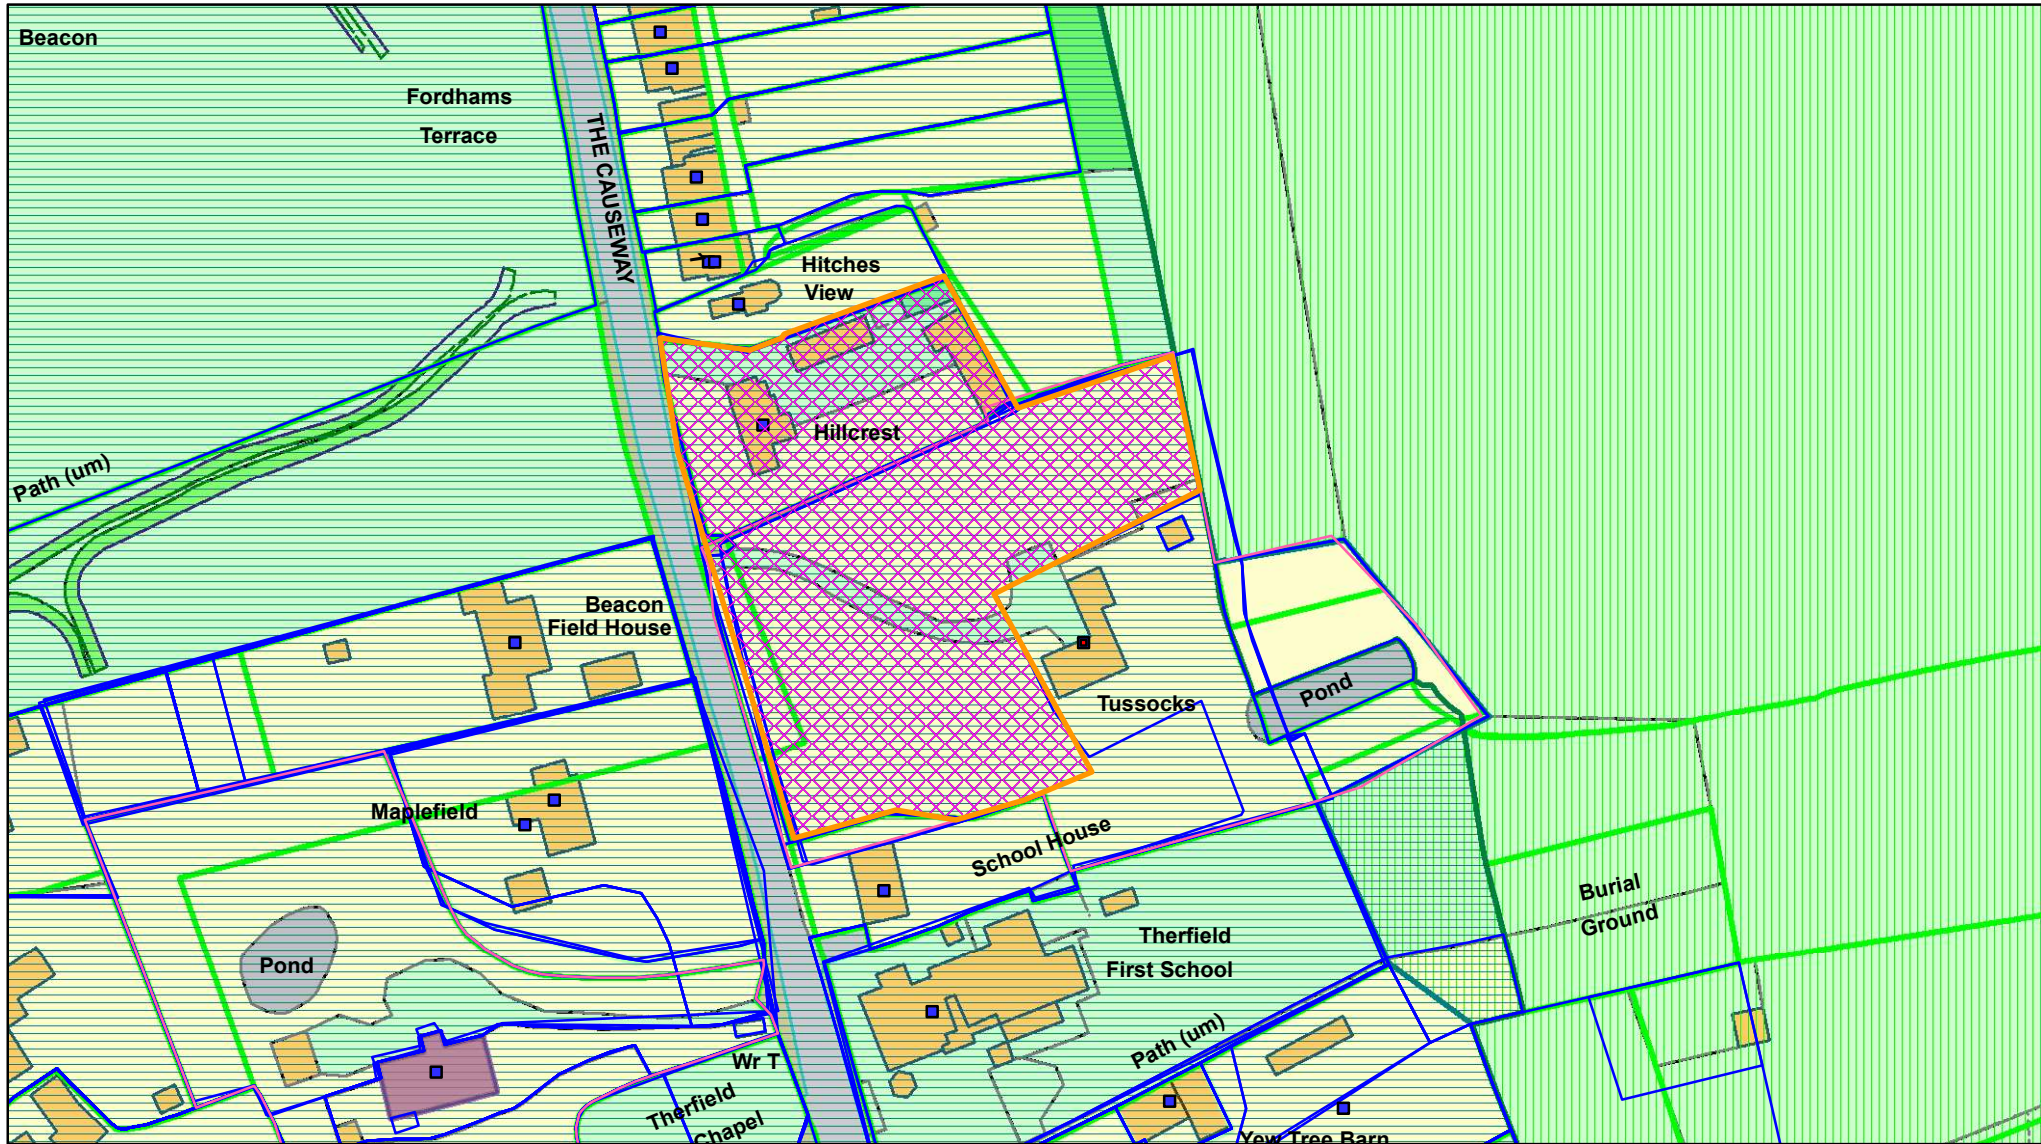 Beacon
Fordhams
Terrace
THE CAUSEWAY
Hitches
View
Hillcrest
Path (um)
Beacon
Field House
Tussocks
Pond
Maplefield
School House
Burial
Ground
Therfield
First School
Pond
Path (um)
Wr T
Therfield
Chapel
Yew Tree Barn